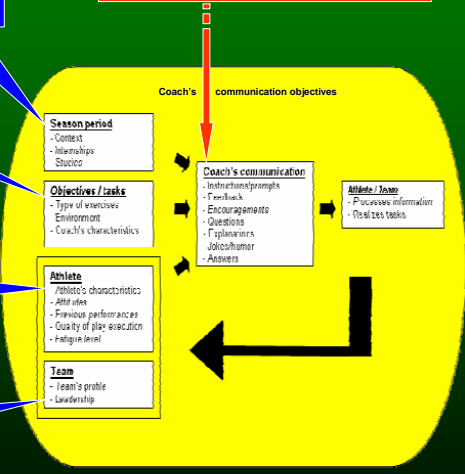 Coach's communication objectives
Season period
- Context
- Internships
Studies
Objectives / tasks
- Type of exercises
Environment
- Coach's characteristics
Athlete
Athlete's characteristics
- Attitudes
- Previous performances
- Quality of play execution
- Fatigue level
Team
- Team's profile
- Leadership
Coach's communication
- Instructions/prompts
- Feedback
- Encouragements
- Questions
- Explanations
Jokes/humor
- Answers
Athlete / Team
- Processes information
- Realizes tasks